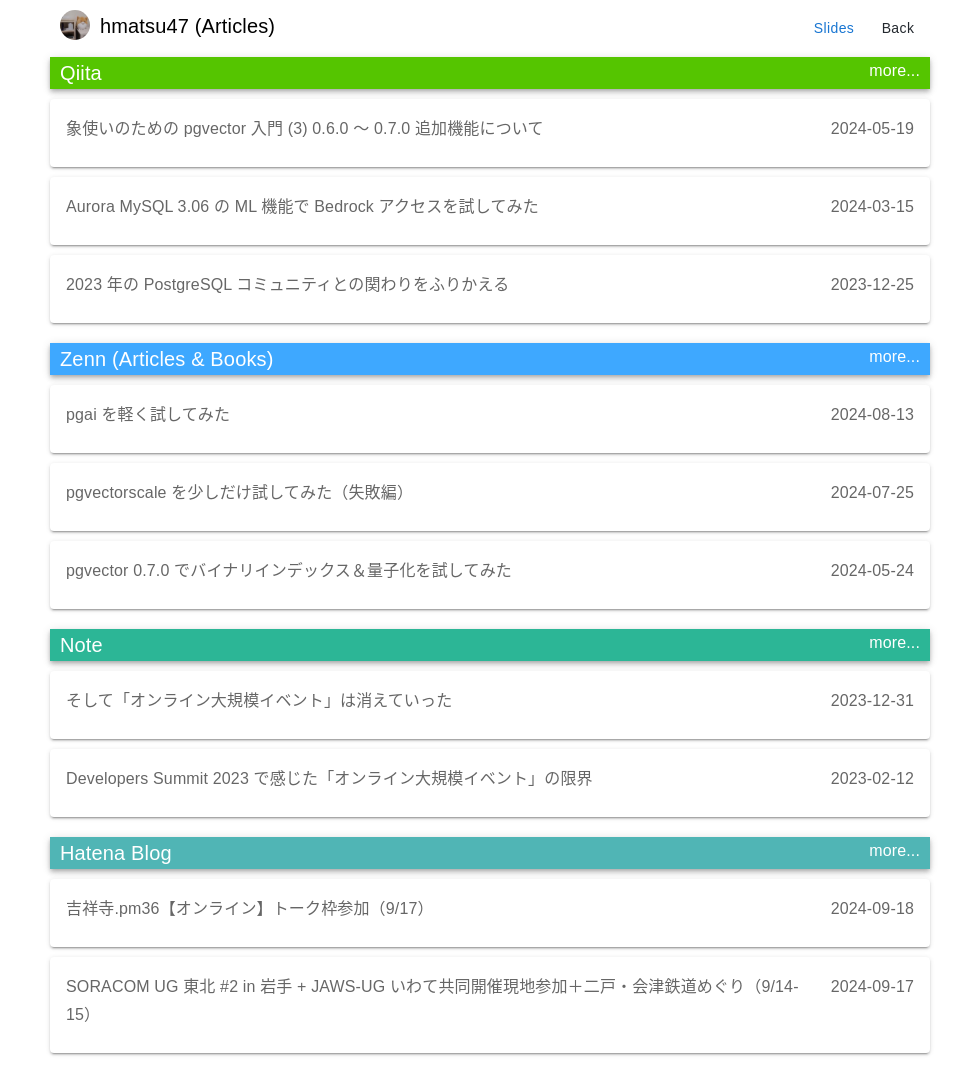 hmatsu47 (Articles)
Slides Back
Qiita more...
象使いのための pgvector 入門 (3) 0.6.0 〜 0.7.0 追加機能について 2024-05-19
Aurora MySQL 3.06 の ML 機能で Bedrock アクセスを試してみた 2024-03-15
2023 年の PostgreSQL コミュニティとの関わりをふりかえる 2023-12-25
Zenn (Articles & Books) more...
pgai を軽く試してみた 2024-08-13
pgvectorscale を少しだけ試してみた（失敗編） 2024-07-25
pgvector 0.7.0 でバイナリインデックス＆量子化を試してみた 2024-05-24
Note more...
そして「オンライン大規模イベント」は消えていった 2023-12-31
Developers Summit 2023 で感じた「オンライン大規模イベント」の限界 2023-02-12
Hatena Blog more...
吉祥寺.pm36【オンライン】トーク枠参加（9/17） 2024-09-18
SORACOM UG 東北 #2 in 岩手 + JAWS-UG いわて共同開催現地参加＋二戸・会津鉄道めぐり（9/14- 2024-09-17
15）